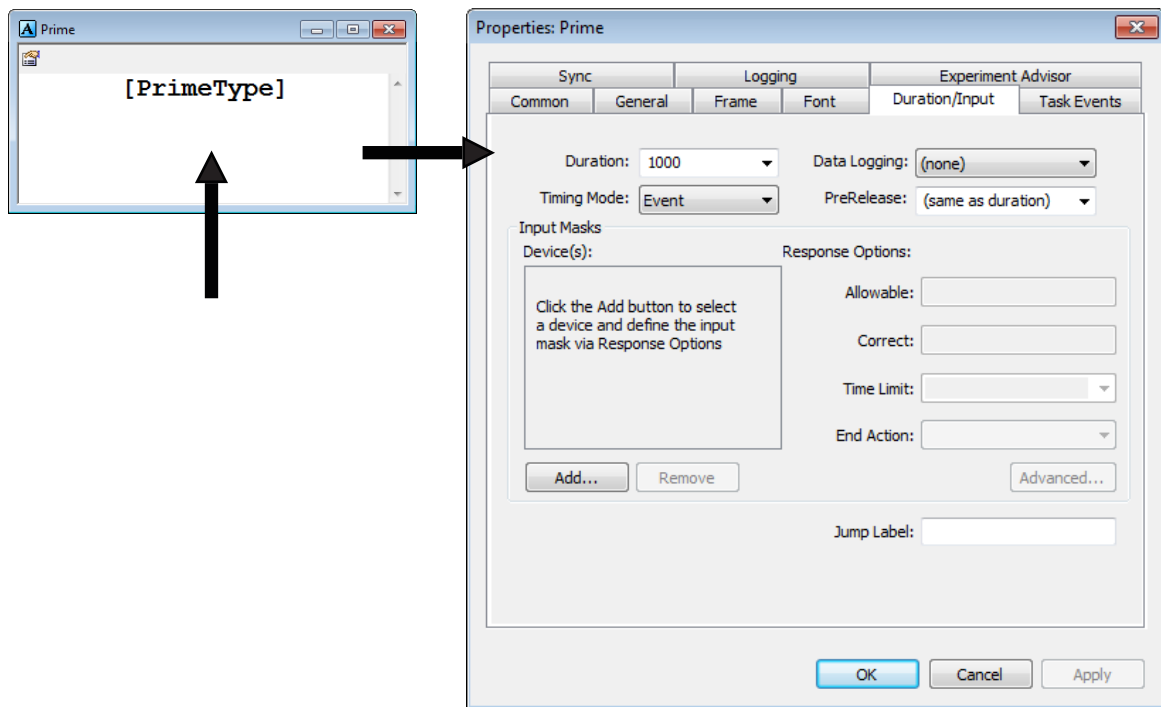 Prime
[PrimeType]
Properties: Prime
Sync Logging Experiment Advisor
Common General Frame Font Duration/Input Task Events
Duration: 1000 Data Logging: (none)
Timing Mode: Event PreRelease: (same as duration)
Input Masks
Device(s): Response Options:
Click the Add button to select
a device and define the input
mask via Response Options
Allowable:
Correct:
Time Limit:
End Action:
Add... Remove Advanced...
Jump Label:
OK Cancel Apply